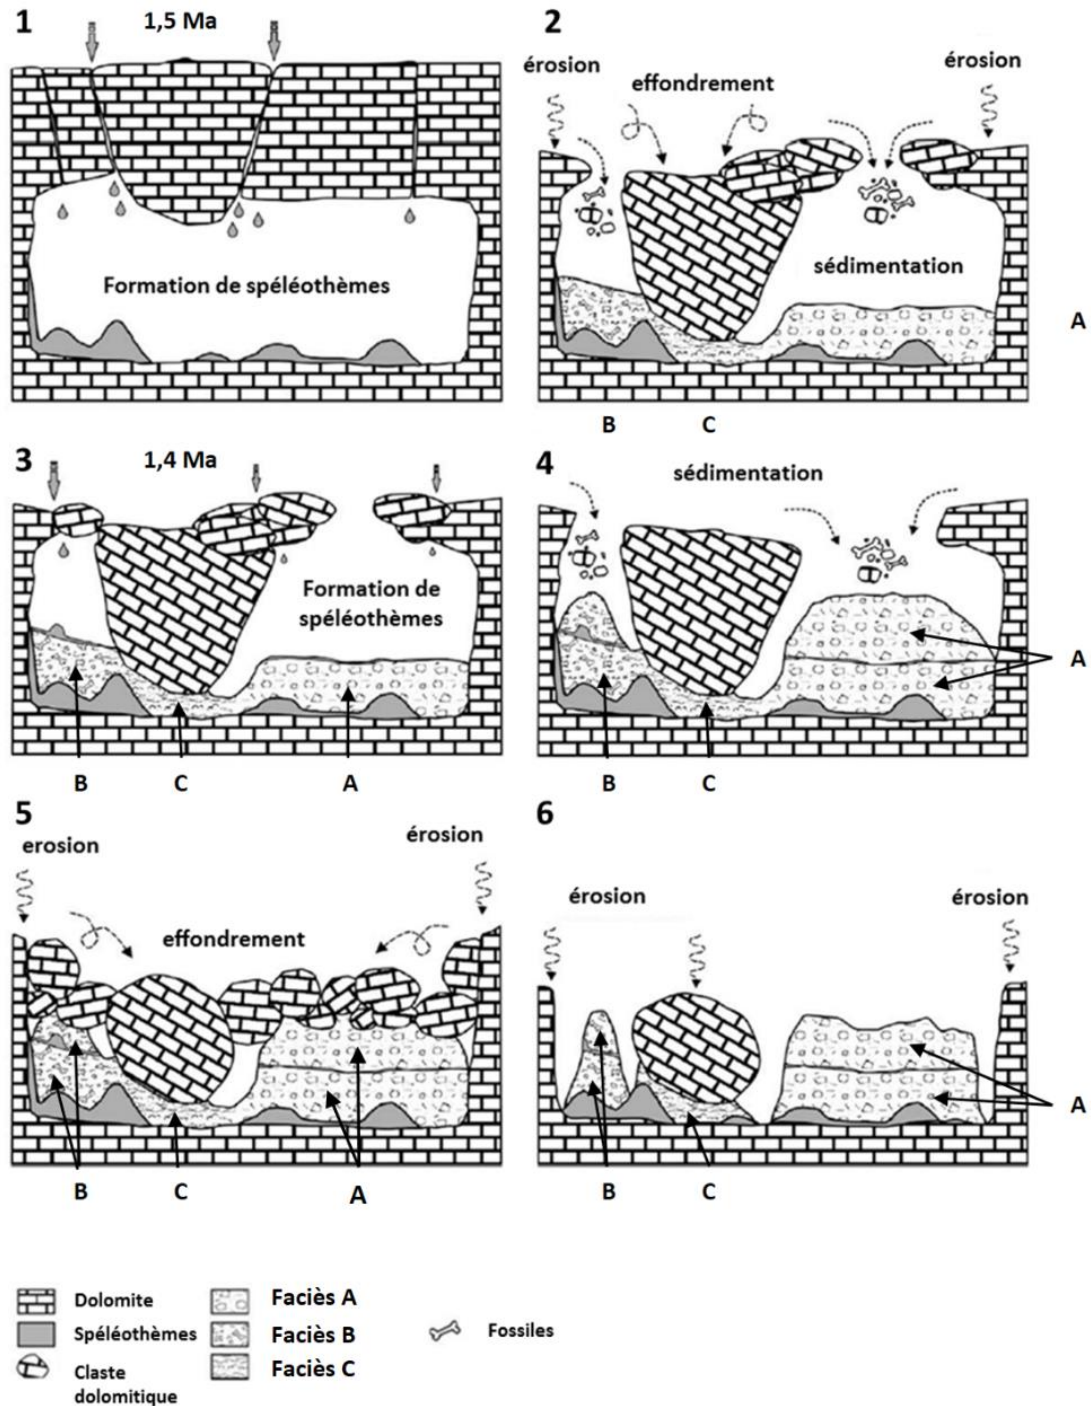 1
1,5 Ma
Formation de spéléothèmes
2
érosion
effondrement
érosion
sédimentation
A
B
C
3
1,4 Ma
Formation de
spéléothèmes
B
C
A
4
sédimentation
A
B
C
5
erosion
érosion
effondrement
B
C
A
6
érosion
érosion
A
B
C
Dolomite
Spéléothèmes
Claste
dolomitique
Faciès A
Faciès B
Faciès C
Fossiles